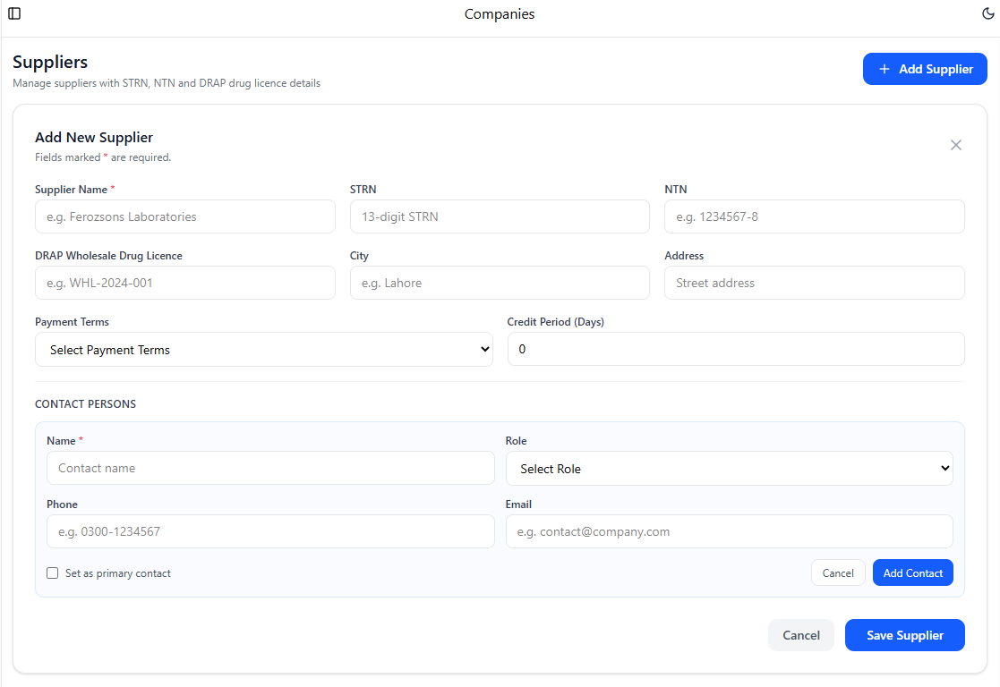 Companies
Suppliers
Manage suppliers with STRN, NTN and DRAP drug licence details
+ Add Supplier
Add New Supplier
Fields marked * are required.
Supplier Name *
STRN
NTN
e.g. Ferozsons Laboratories
13-digit STRN
e.g. 1234567-8
DRAP Wholesale Drug Licence
City
Address
e.g. WHL-2024-001
e.g. Lahore
Street address
Payment Terms
Credit Period (Days)
Select Payment Terms
0
CONTACT PERSONS
Name *
Role
Contact name
Select Role
Phone
Email
e.g. 0300-1234567
e.g. contact@company.com
Set as primary contact
Cancel
Add Contact
Cancel
Save Supplier